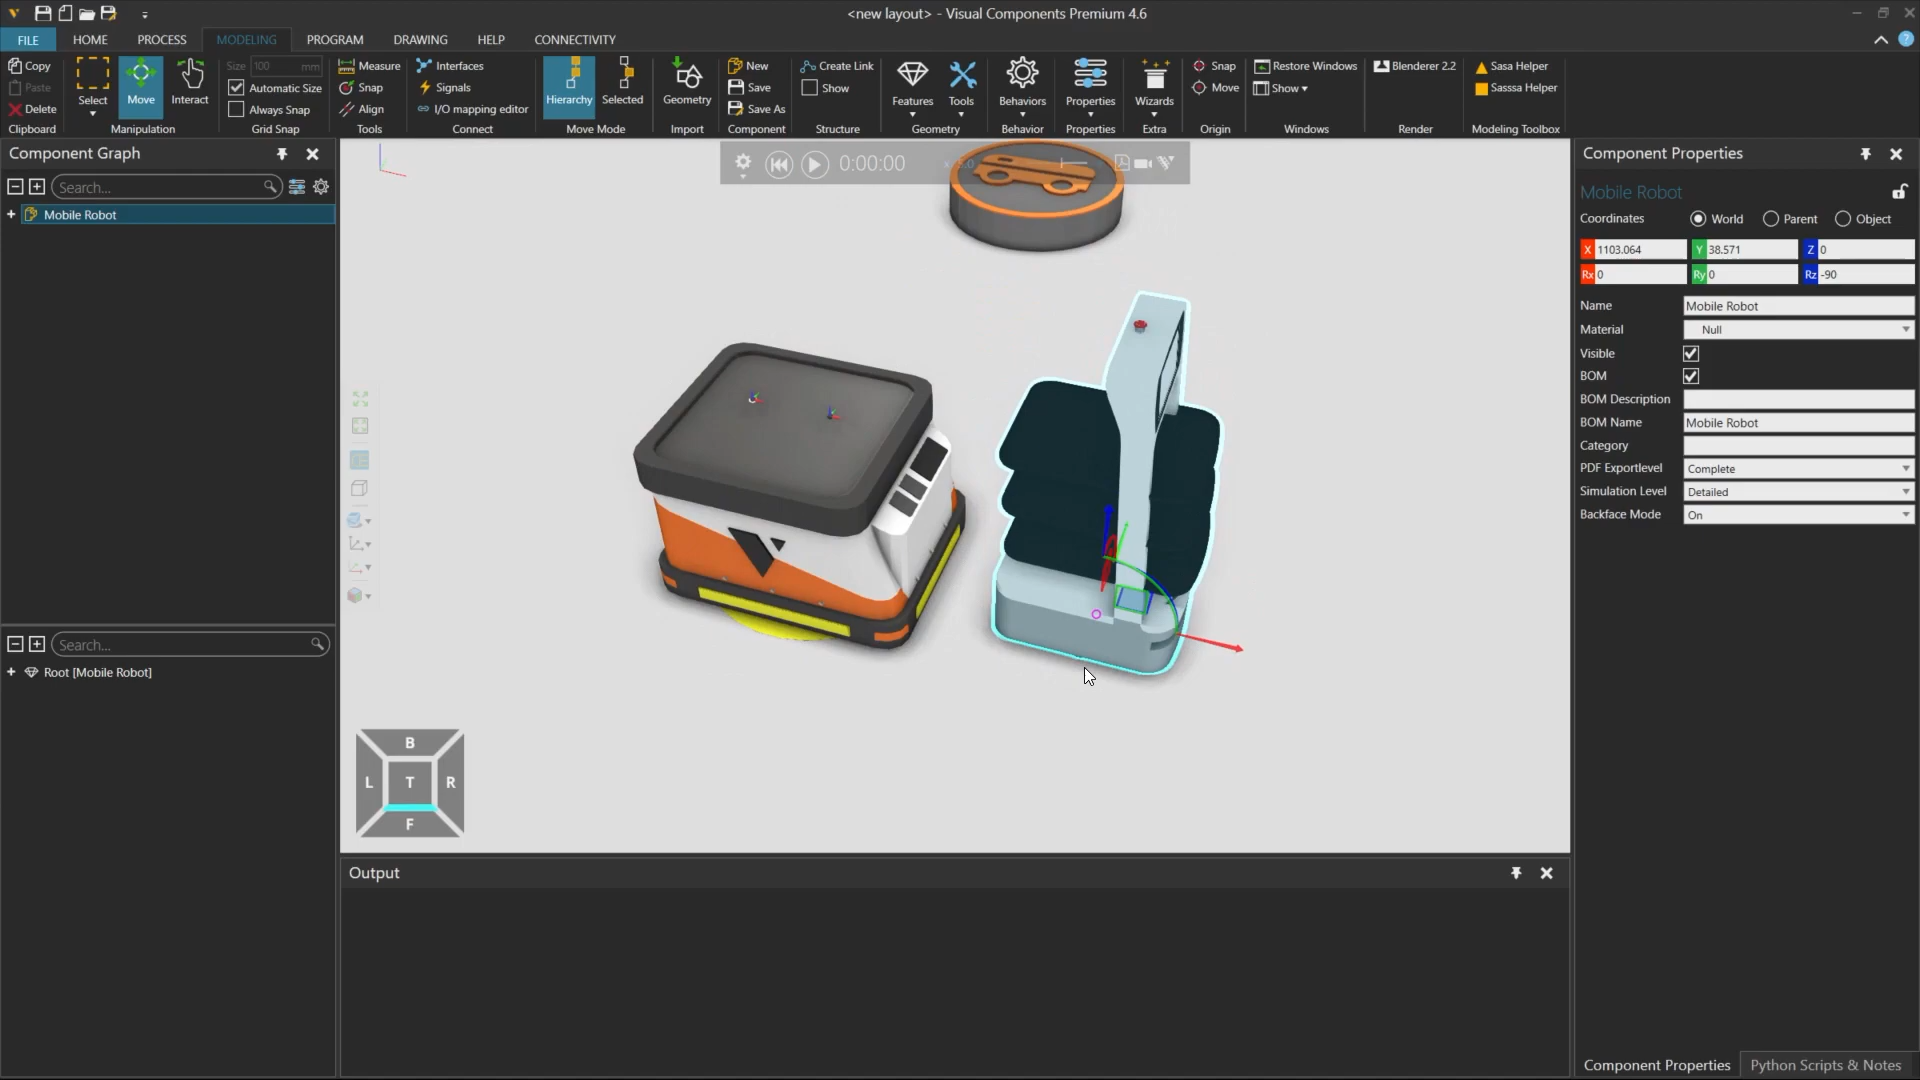 <new layout> - Visual Components Premium 4.6
FILE HOME PROCESS MODELING PROGRAM DRAWING HELP CONNECTIVITY
Copy
Paste
Delete
Clipboard
Select
Move
Interact
Manipulation
Size 100 mm
Automatic Size
Always Snap
Grid Snap
Measure
Snap
Align
Tools
Interfaces
Signals
I/O mapping editor
Connect
Hierarchy
Selected
Move Mode
Geometry
Import
New
Save
Save As
Component
Create Link
Show
Structure
Features
Tools
Geometry
Behaviors
Behavior
Properties
Properties
Wizards
Extra
Snap
Move
Origin
Restore Windows
Show
Windows
Blenderer 2.2
Render
Sasa Helper
Sasssa Helper
Modeling Toolbox
Component Graph
Search...
Mobile Robot
Search...
Root [Mobile Robot]
0:00:00
B
L T R
F
Output
Component Properties
Mobile Robot
Coordinates World Parent Object
X 1103.064 Y 38.571 Z 0
Rx 0 Ry 0 Rz -90
Name Mobile Robot
Material Null
Visible
BOM
BOM Description
BOM Name Mobile Robot
Category
PDF Exportlevel Complete
Simulation Level Detailed
Backface Mode On
Component Properties Python Scripts & Notes